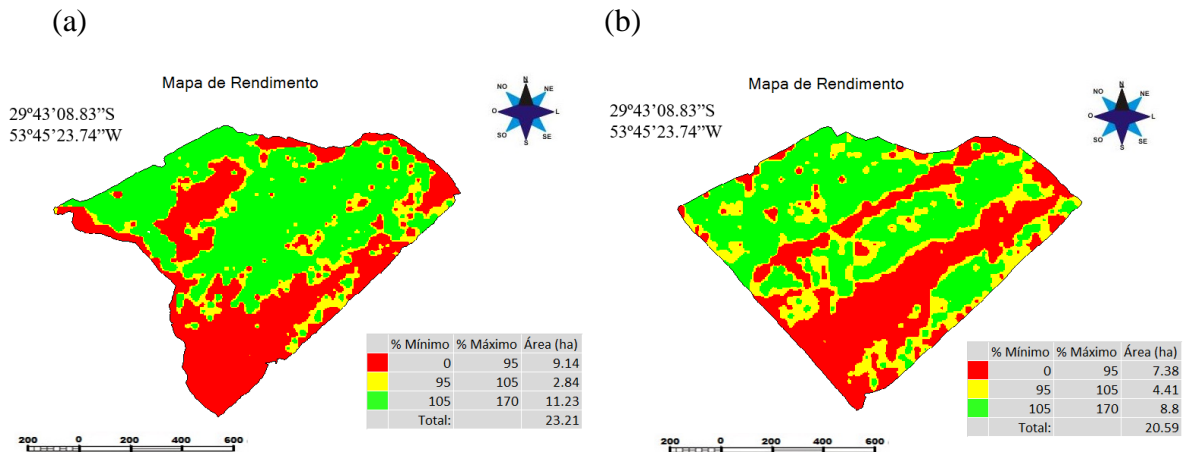 (a)
Mapa de Rendimento
29º43’08.83”S
53º45’23.74”W
N
NO NE
O L
SO SE
S
% Mínimo % Máximo Área (ha)
0 95 9.14
95 105 2.84
105 170 11.23
Total: 23.21
200 0 200 400 600
(b)
Mapa de Rendimento
29º43’08.83”S
53º45’23.74”W
N
NO NE
O L
SO SE
S
% Mínimo % Máximo Área (ha)
0 95 7.38
95 105 4.41
105 170 8.8
Total: 20.59
200 0 200 400 600